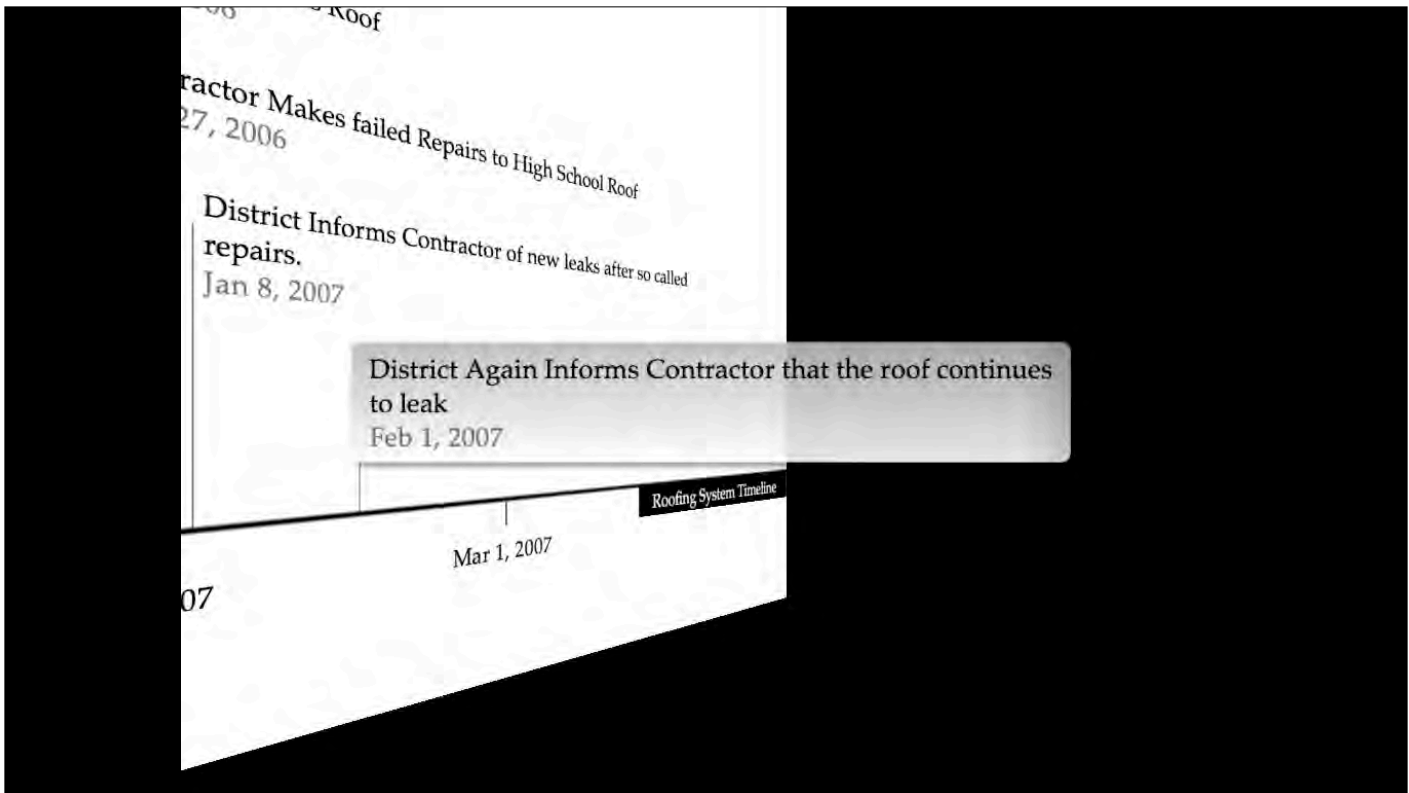 Roof
ractor Makes failed Repairs to High School Roof
27, 2006
District Informs Contractor of new leaks after so called
repairs.
Jan 8, 2007
District Again Informs Contractor that the roof continues
to leak
Feb 1, 2007
Roofing System Timeline
Mar 1, 2007
07